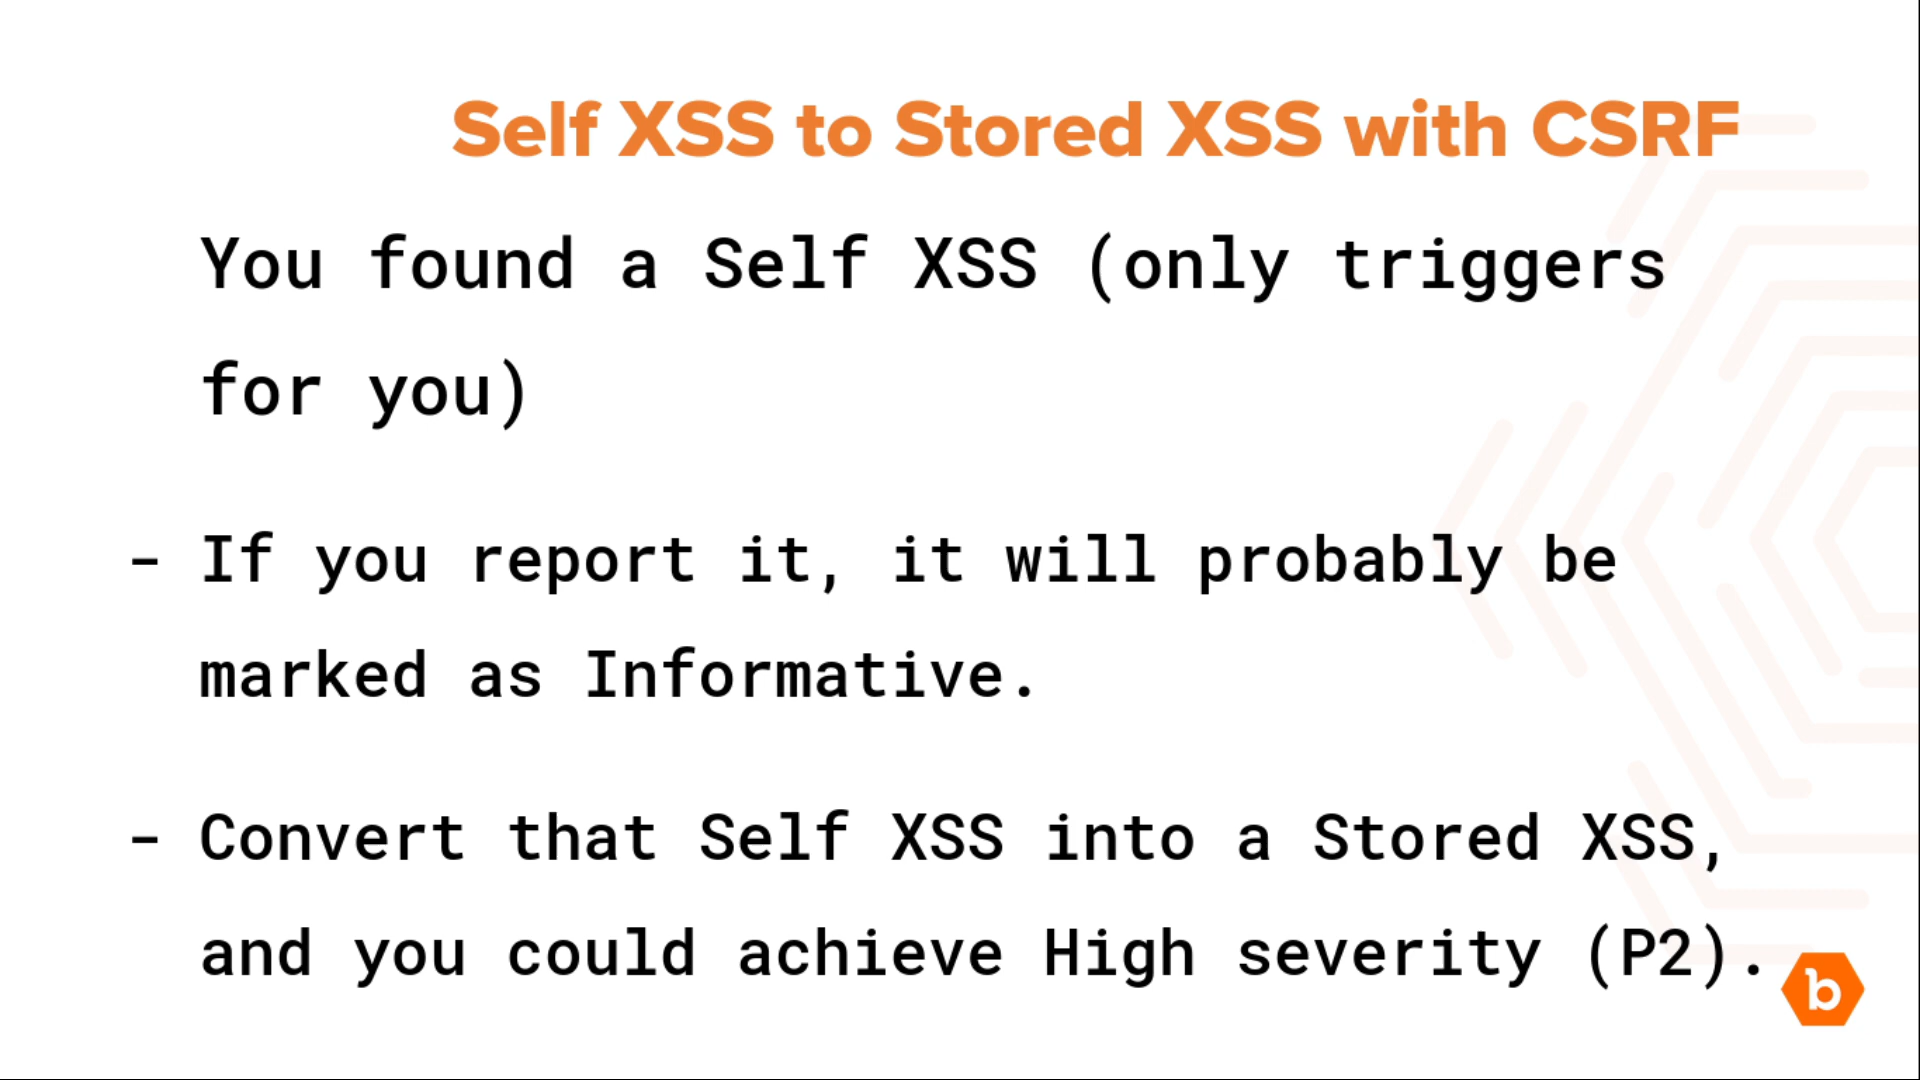 Self XSS to Stored XSS with CSRF
You found a Self XSS (only triggers
for you)
- If you report it, it will probably be
marked as Informative.
- Convert that Self XSS into a Stored XSS,
and you could achieve High severity (P2).
b